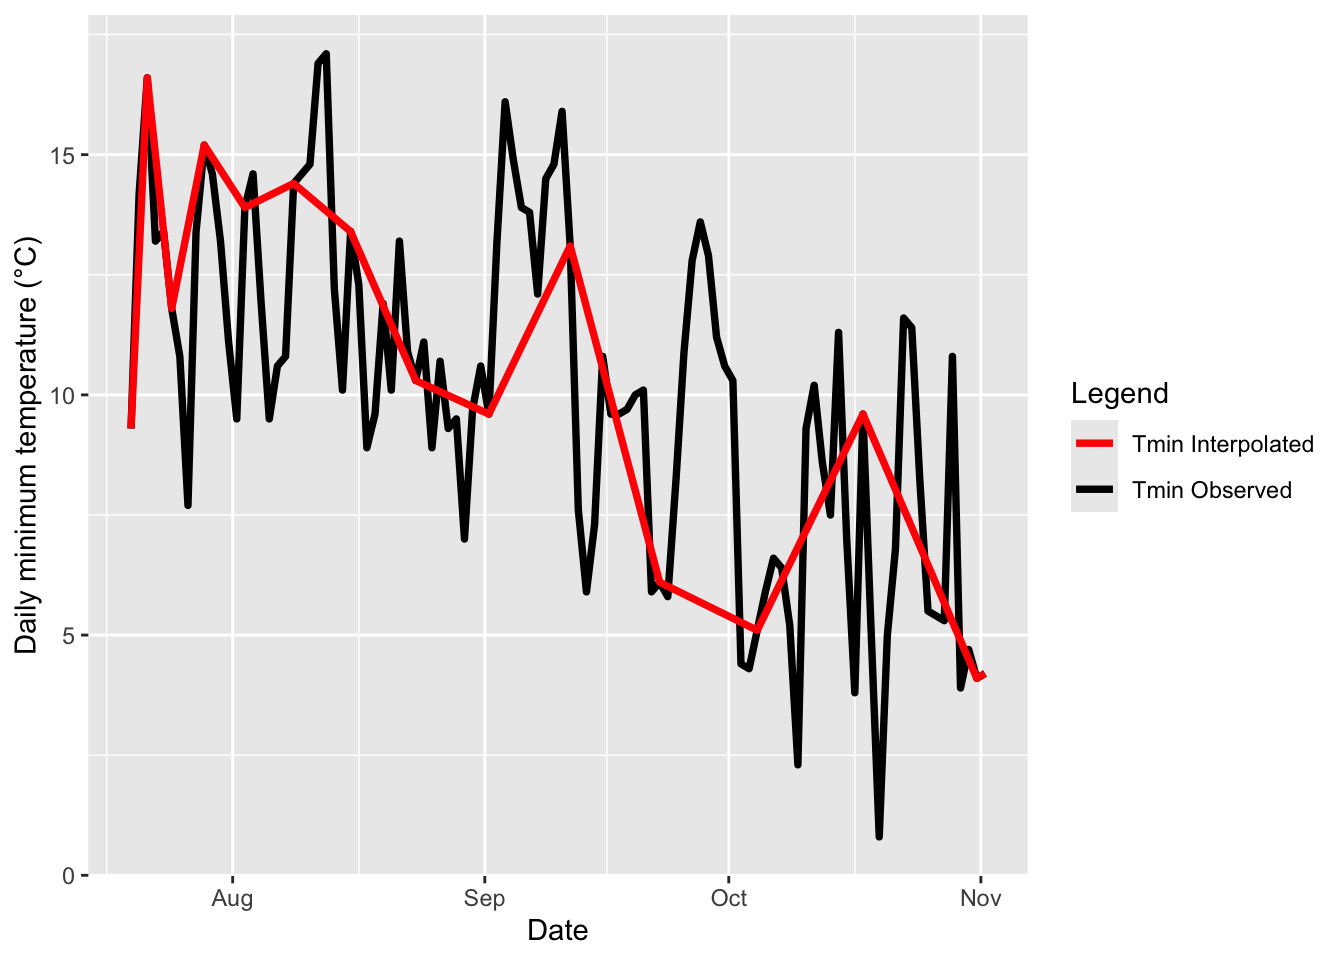 Daily minimum temperature (°C)
15
10
5
0
Aug
Sep
Oct
Nov
Date
Legend
Tmin Interpolated
Tmin Observed